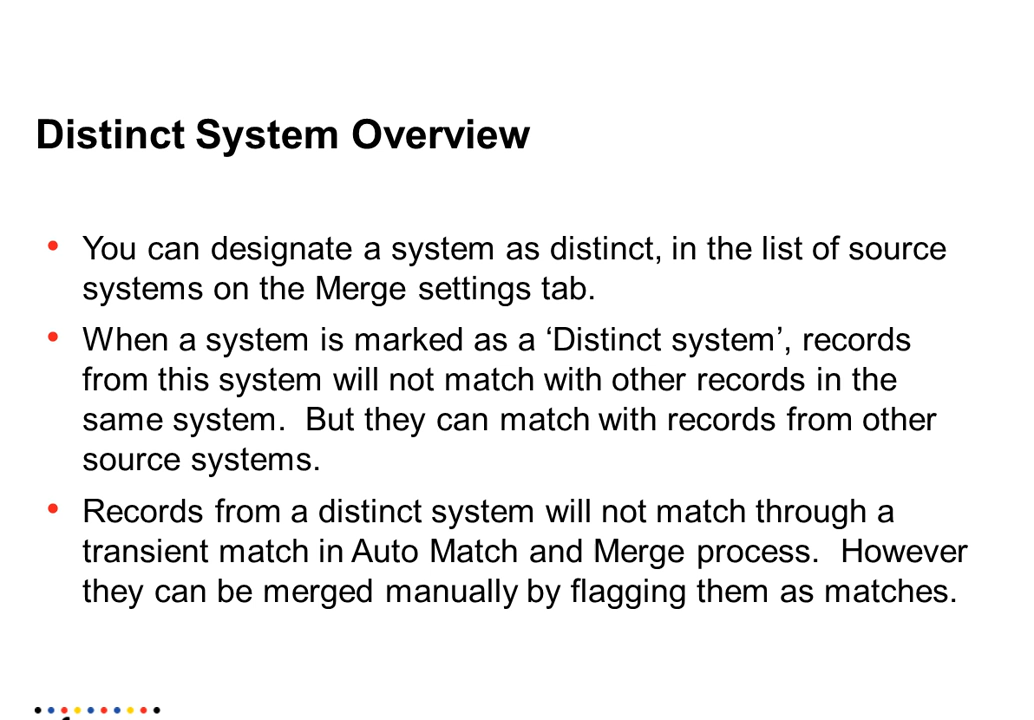 Distinct System Overview
• You can designate a system as distinct, in the list of source
systems on the Merge settings tab.
• When a system is marked as a ‘Distinct system’, records
from this system will not match with other records in the
same system.  But they can match with records from other
source systems.
• Records from a distinct system will not match through a
transient match in Auto Match and Merge process.  However
they can be merged manually by flagging them as matches.